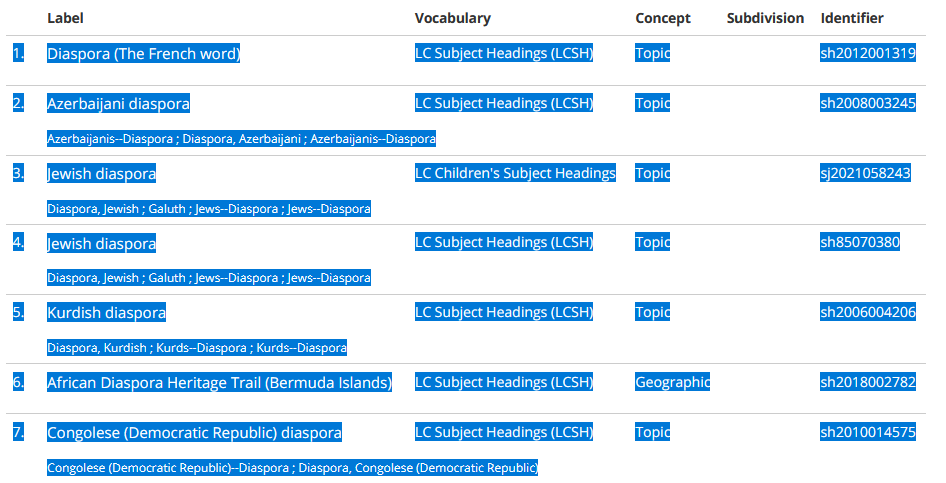 Label Vocabulary Concept Subdivision Identifier
1. Diaspora (The French word) LC Subject Headings (LCSH) Topic sh2012001319
2. Azerbaijani diaspora LC Subject Headings (LCSH) Topic sh2008003245
Azerbaijanis--Diaspora ; Diaspora, Azerbaijani ; Azerbaijanis--Diaspora
3. Jewish diaspora LC Children's Subject Headings Topic sj2021058243
Diaspora, Jewish ; Galuth ; Jews--Diaspora ; Jews--Diaspora
4. Jewish diaspora LC Subject Headings (LCSH) Topic sh85070380
Diaspora, Jewish ; Galuth ; Jews--Diaspora ; Jews--Diaspora
5. Kurdish diaspora LC Subject Headings (LCSH) Topic sh2006004206
Diaspora, Kurdish ; Kurds--Diaspora ; Kurds--Diaspora
6. African Diaspora Heritage Trail (Bermuda Islands) LC Subject Headings (LCSH) Geographic sh2018002782
7. Congolese (Democratic Republic) diaspora LC Subject Headings (LCSH) Topic sh2010014575
Congolese (Democratic Republic)--Diaspora ; Diaspora, Congolese (Democratic Republic)